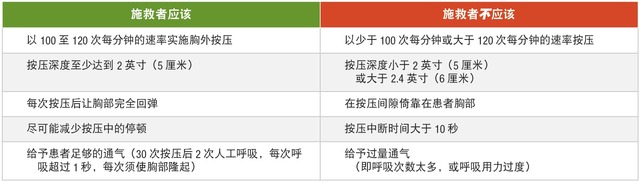 施救者应该 施救者不应该
以 100 至 120 次每分钟的速率实施胸外按压 以少于 100 次每分钟或大于 120 次每分钟的速率按压
按压深度至少达到 2 英寸（5 厘米） 按压深度小于 2 英寸（5 厘米）
或大于 2.4 英寸（6 厘米）
每次按压后让胸部完全回弹 在按压间隙倚靠在患者胸部
尽可能减少按压中的停顿 按压中断时间大于 10 秒
给予患者足够的通气（30 次按压后 2 次人工呼吸，每次呼 给予过量通气
吸超过 1 秒，每次须使胸部隆起） （即呼吸次数太多，或呼吸用力过度）